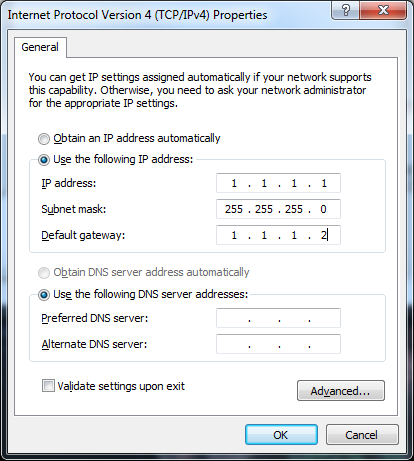 Internet Protocol Version 4 (TCP/IPv4) Properties
General
You can get IP settings assigned automatically if your network supports
this capability. Otherwise, you need to ask your network administrator
for the appropriate IP settings.
Obtain an IP address automatically
Use the following IP address:
IP address: 1 . 1 . 1 . 1
Subnet mask: 255 . 255 . 255 . 0
Default gateway: 1 . 1 . 1 . 2
Obtain DNS server address automatically
Use the following DNS server addresses:
Preferred DNS server: . . .
Alternate DNS server: . . .
Validate settings upon exit
Advanced...
OK Cancel